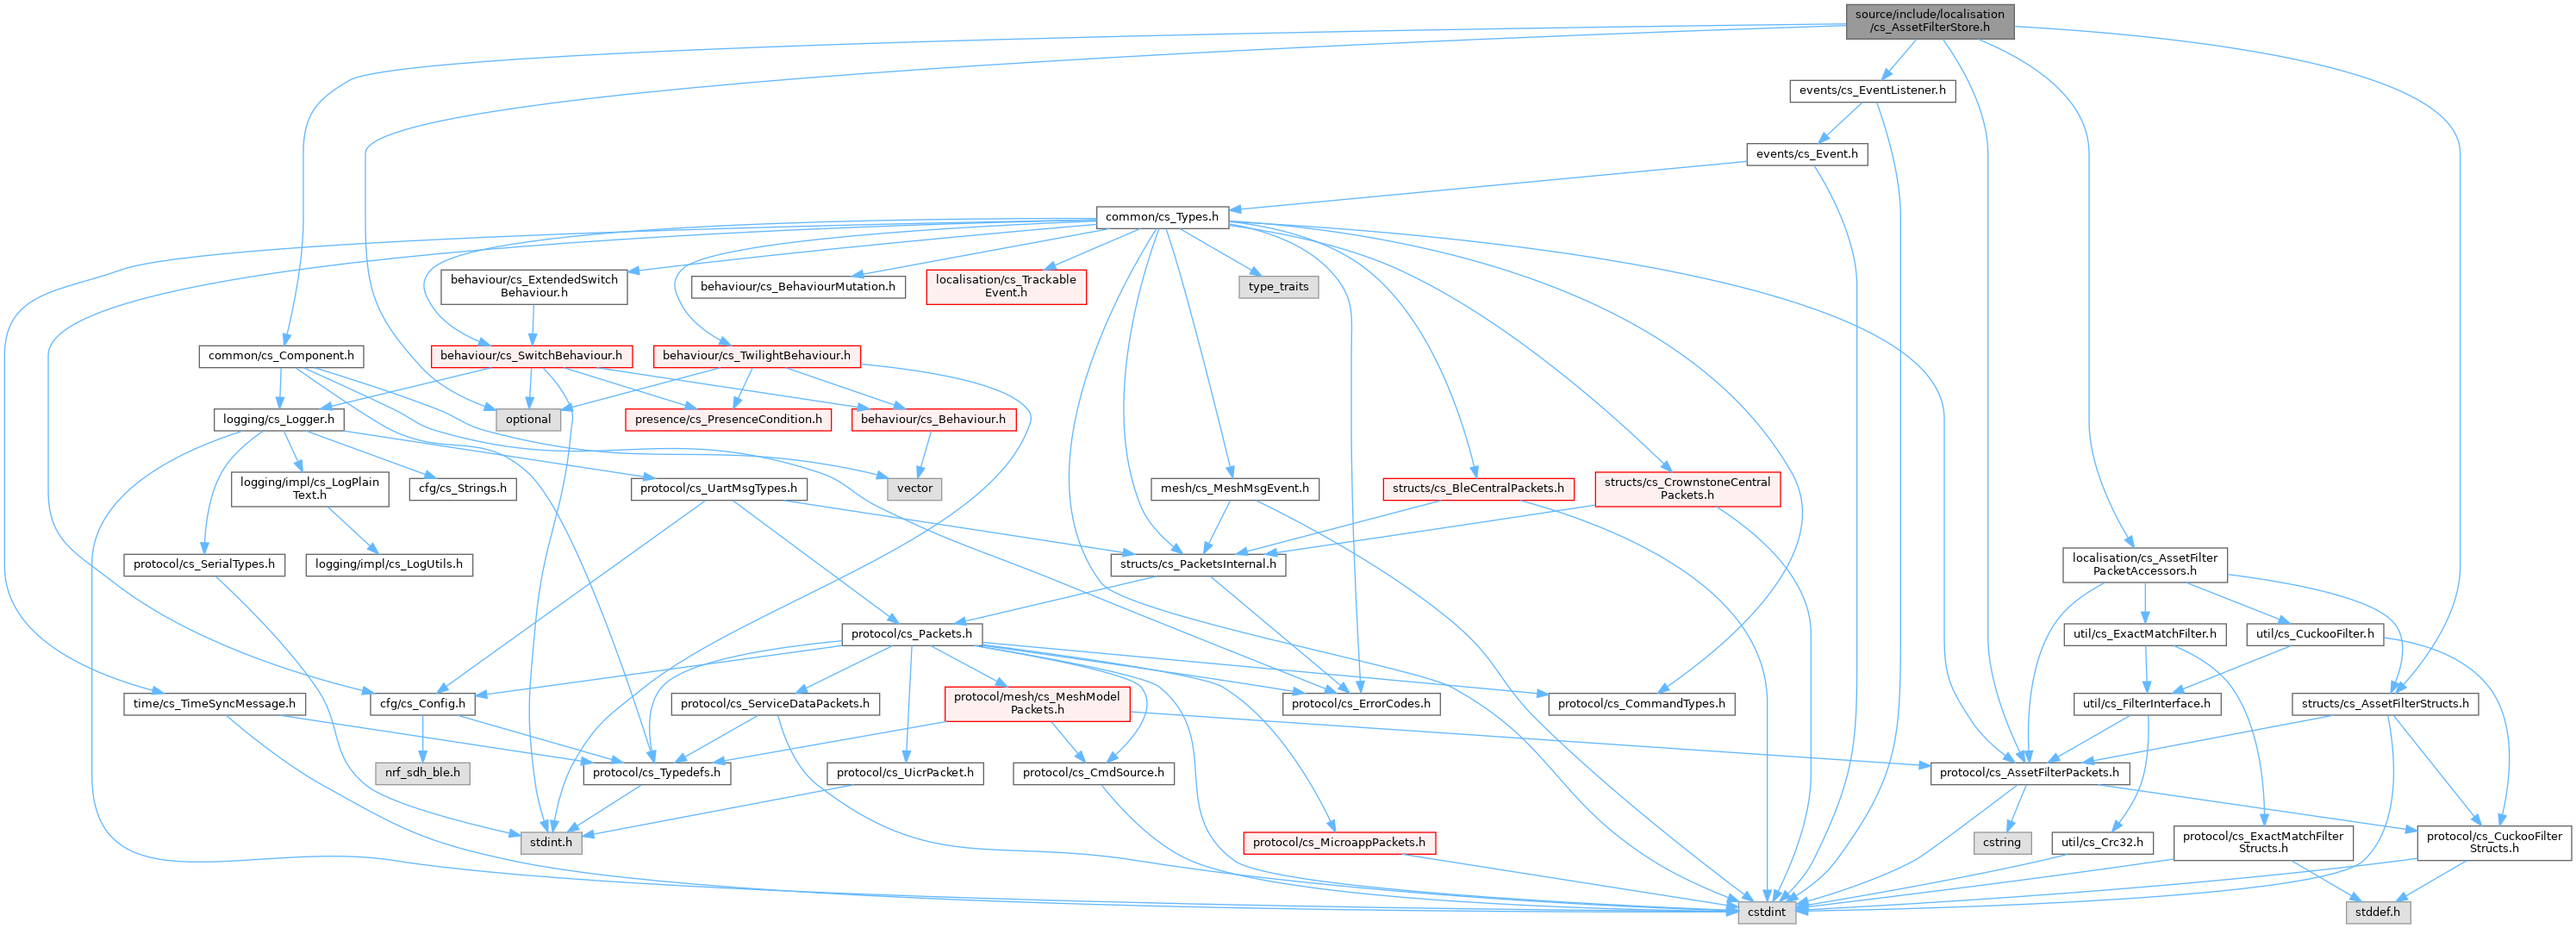 source/include/localisation
/cs_AssetFilterStore.h
events/cs_EventListener.h
events/cs_Event.h
common/cs_Types.h
behaviour/cs_ExtendedSwitch
Behaviour.h
behaviour/cs_BehaviourMutation.h
localisation/cs_Trackable
Event.h
type_traits
common/cs_Component.h
behaviour/cs_SwitchBehaviour.h
behaviour/cs_TwilightBehaviour.h
logging/cs_Logger.h
optional
presence/cs_PresenceCondition.h
behaviour/cs_Behaviour.h
logging/impl/cs_LogPlain
Text.h
cfg/cs_Strings.h
protocol/cs_UartMsgTypes.h
vector
mesh/cs_MeshMsgEvent.h
structs/cs_BleCentralPackets.h
structs/cs_CrownstoneCentral
Packets.h
protocol/cs_SerialTypes.h
logging/impl/cs_LogUtils.h
structs/cs_PacketsInternal.h
localisation/cs_AssetFilter
PacketAccessors.h
protocol/cs_Packets.h
util/cs_ExactMatchFilter.h
util/cs_CuckooFilter.h
time/cs_TimeSyncMessage.h
cfg/cs_Config.h
protocol/cs_ServiceDataPackets.h
protocol/mesh/cs_MeshModel
Packets.h
protocol/cs_ErrorCodes.h
protocol/cs_CommandTypes.h
util/cs_FilterInterface.h
structs/cs_AssetFilterStructs.h
nrf_sdh_ble.h
protocol/cs_Typedefs.h
protocol/cs_UicrPacket.h
protocol/cs_CmdSource.h
protocol/cs_AssetFilterPackets.h
stdint.h
protocol/cs_MicroappPackets.h
cstring
util/cs_Crc32.h
protocol/cs_ExactMatchFilter
Structs.h
protocol/cs_CuckooFilter
Structs.h
cstdint
stddef.h